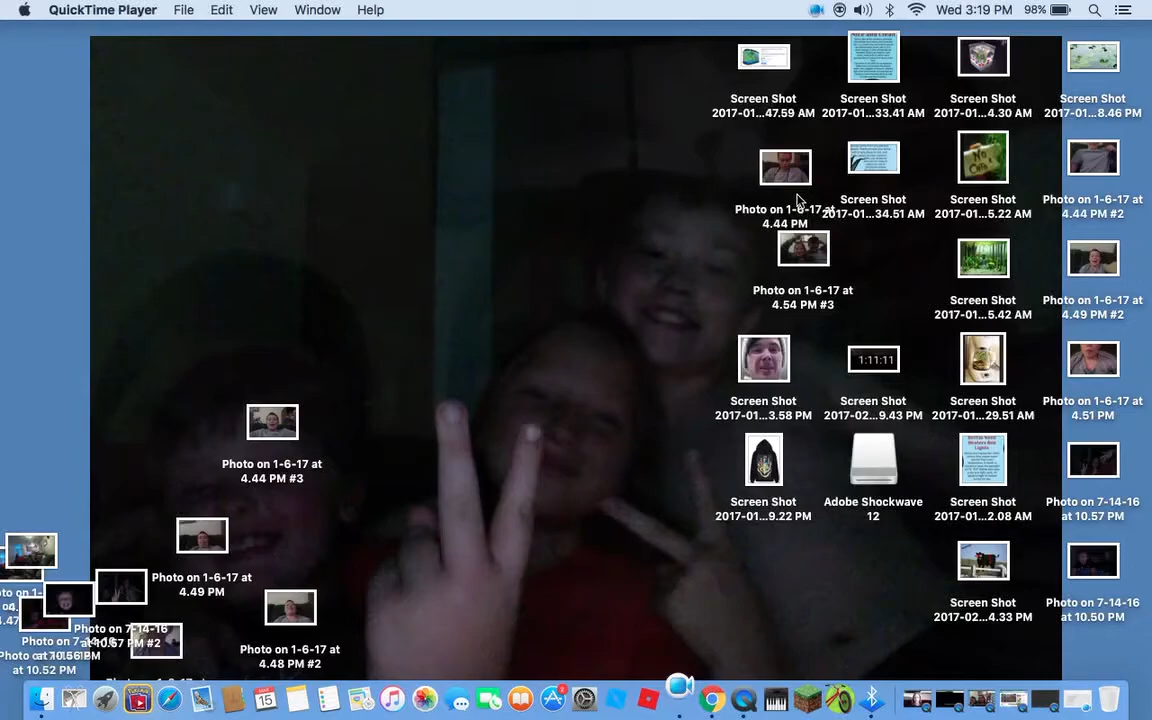 QuickTime Player File Edit View Window Help Wed 3:19 PM 98%
Screen Shot
2017-01...47.59 AM
Screen Shot
2017-01...33.41 AM
Screen Shot
2017-01...4.30 AM
Screen Shot
2017-01...8.46 PM
Photo on 1-6-17 at
4.44 PM
Screen Shot
2017-01...34.51 AM
NO
Screen Shot
2017-01...5.22 AM
Photo on 1-6-17 at
4.44 PM #2
Photo on 1-6-17 at
4.54 PM #3
Screen Shot
2017-01...5.42 AM
Photo on 1-6-17 at
4.49 PM #2
Screen Shot
2017-01...3.58 PM
1:11:11
Screen Shot
2017-02...9.43 PM
Screen Shot
2017-01...29.51 AM
Photo on 1-6-17 at
4.51 PM
Screen Shot
2017-01...9.22 PM
Adobe Shockwave
12
Screen Shot
2017-01...2.08 AM
Photo on 7-14-16
at 10.57 PM
Screen Shot
2017-02...4.33 PM
Photo on 7-14-16
at 10.50 PM
Photo on 1-6-17 at
4.44 PM #3
Photo on 1-6-17 at
4.49 PM
Photo on 1-6-17 at
4.48 PM #2
Photo on 7-14-16
at 10.57 PM #2
at 10.52 PM
15